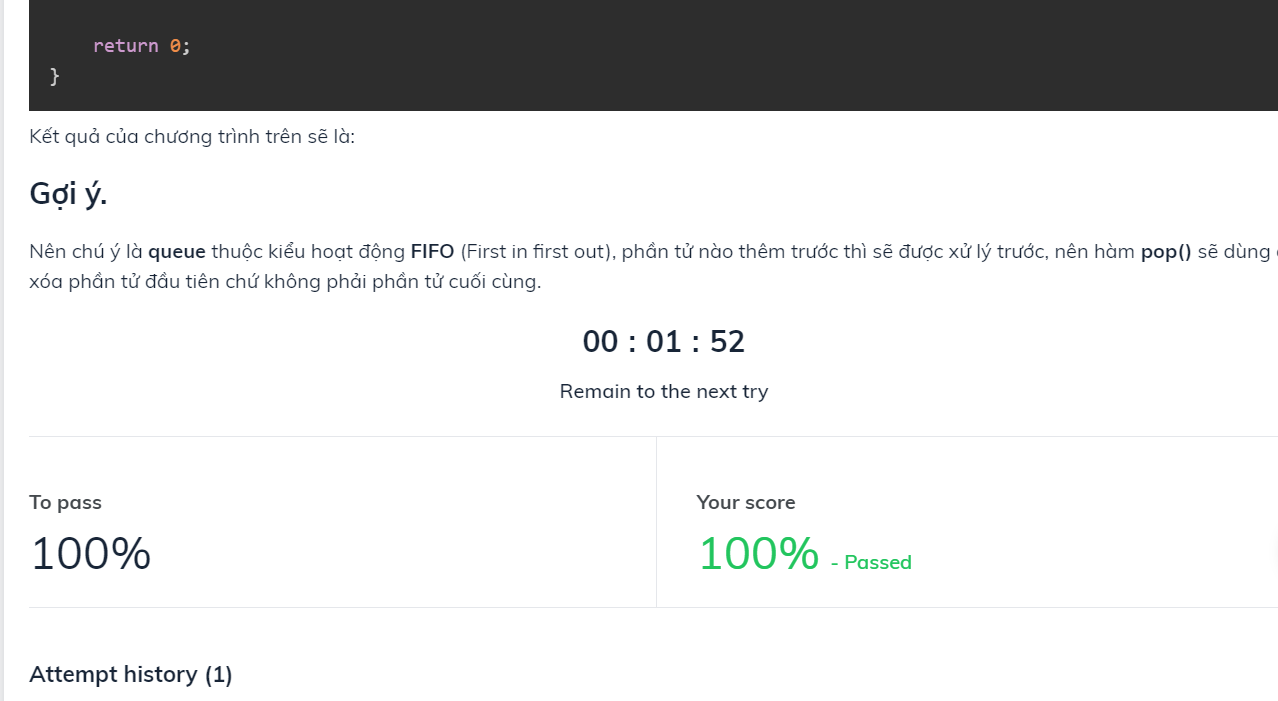 return 0;
}
Kết quả của chương trình trên sẽ là:
Gợi ý.
Nên chú ý là queue thuộc kiểu hoạt động FIFO (First in first out), phần tử nào thêm trước thì sẽ được xử lý trước, nên hàm pop() sẽ dùng
xóa phần tử đầu tiên chứ không phải phần tử cuối cùng.
00 : 01 : 52
Remain to the next try
To pass
100%
Your score
100% - Passed
Attempt history (1)